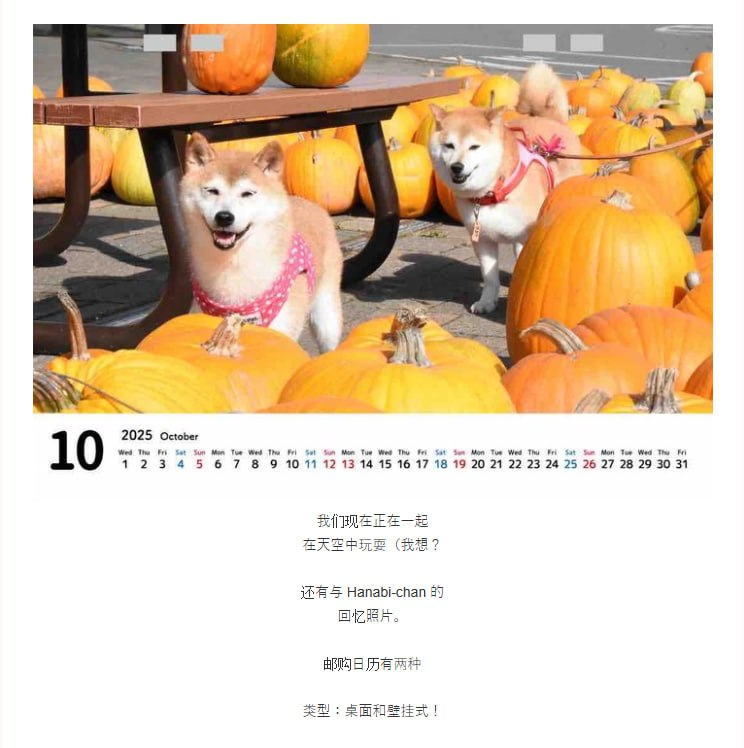 10
2025 October
Wed Thu Fri Sat Sun Mon Tue Wed Thu Fri Sat Sun Mon Tue Wed Thu Fri Sat Sun Mon Tue Wed Thu Fri Sat Sun Mon Tue Wed Thu Fri
1 2 3 4 5 6 7 8 9 10 11 12 13 14 15 16 17 18 19 20 21 22 23 24 25 26 27 28 29 30 31
我们现在正在一起
在天空中玩耍（我想？
还有与 Hanabi-chan 的
回忆照片。
邮购日历有两种
类型：桌面和壁挂式！